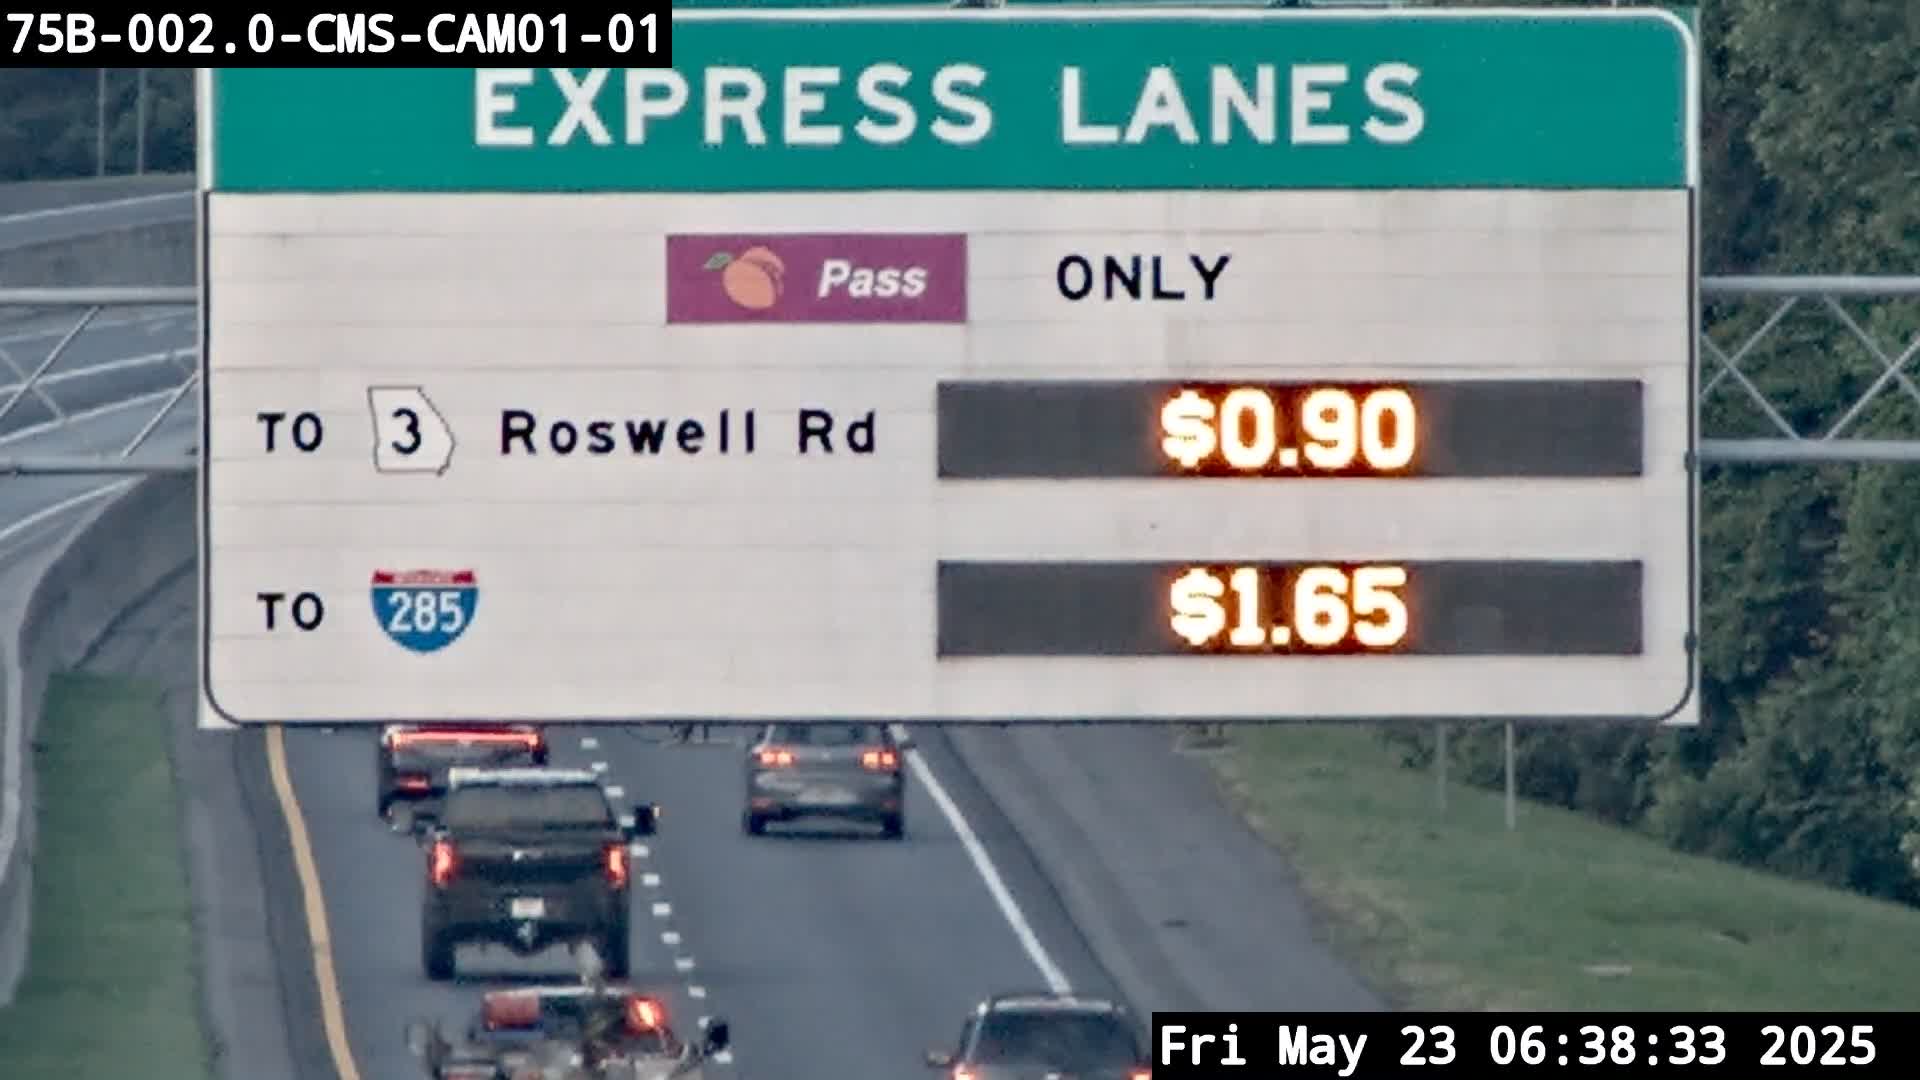 75B-002.0-CMS-CAM01-01
EXPRESS LANES
Pass ONLY
TO 3 Roswell Rd $0.90
TO 285 $1.65
Fri May 23 06:38:33 2025